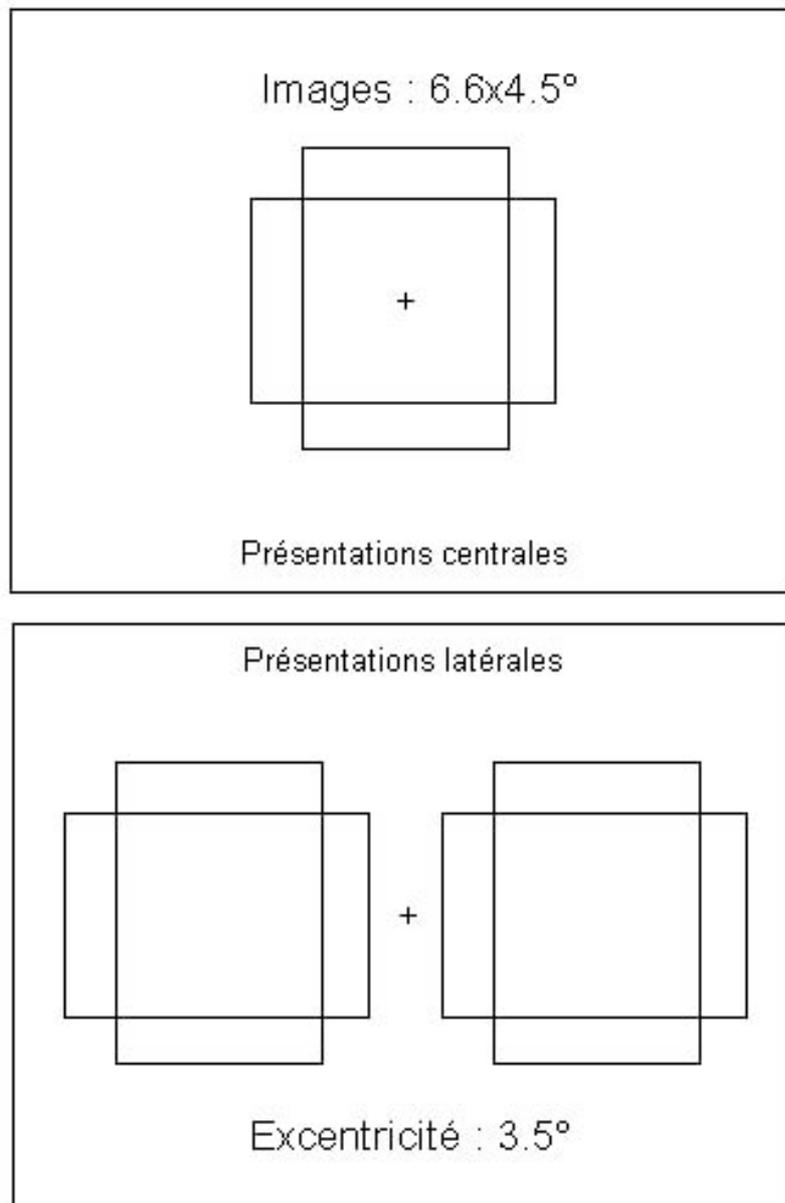 Images : 6.6x4.5°
Présentations centrales
Présentations latérales
Excentricité : 3.5°